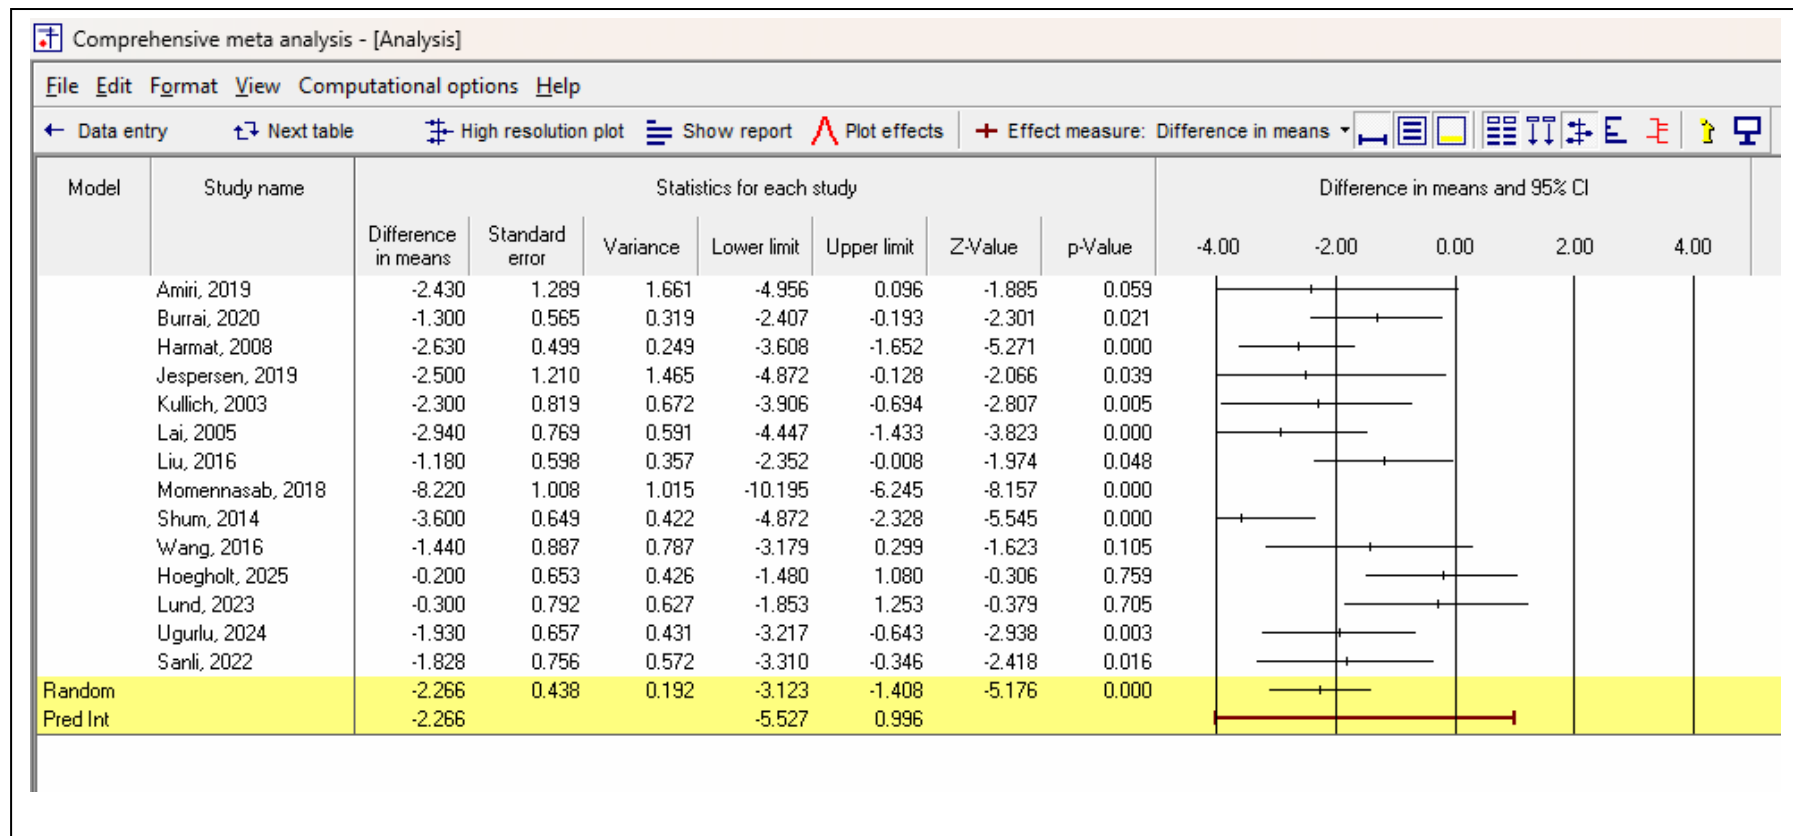 Comprehensive meta analysis - [Analysis]
File Edit Format View Computational options Help
Data entry Next table High resolution plot Show report Plot effects Effect measure: Difference in means
Model Study name Statistics for each study Difference in means and 95% CI
Difference in means Standard error Variance Lower limit Upper limit Z-Value p-Value -4.00 -2.00 0.00 2.00 4.00
Amiri, 2019 -2.430 1.289 1.661 -4.956 0.096 -1.885 0.059
Burrai, 2020 -1.300 0.565 0.319 -2.407 -0.193 -2.301 0.021
Harmat, 2008 -2.630 0.499 0.249 -3.608 -1.652 -5.271 0.000
Jespersen, 2019 -2.500 1.210 1.465 -4.872 -0.128 -2.066 0.039
Kullich, 2003 -2.300 0.819 0.672 -3.906 -0.694 -2.807 0.005
Lai, 2005 -2.940 0.769 0.591 -4.447 -1.433 -3.823 0.000
Liu, 2016 -1.180 0.598 0.357 -2.352 -0.008 -1.974 0.048
Momennasab, 2018 -8.220 1.008 1.015 -10.195 -6.245 -8.157 0.000
Shum, 2014 -3.600 0.649 0.422 -4.872 -2.328 -5.545 0.000
Wang, 2016 -1.440 0.887 0.787 -3.179 0.299 -1.623 0.105
Hoegholt, 2025 -0.200 0.653 0.426 -1.480 1.080 -0.306 0.759
Lund, 2023 -0.300 0.792 0.627 -1.853 1.253 -0.379 0.705
Ugurlu, 2024 -1.930 0.657 0.431 -3.217 -0.643 -2.938 0.003
Sanli, 2022 -1.828 0.756 0.572 -3.310 -0.346 -2.418 0.016
Random -2.266 0.438 0.192 -3.123 -1.408 -5.176 0.000
Pred Int -2.266 -5.527 0.996